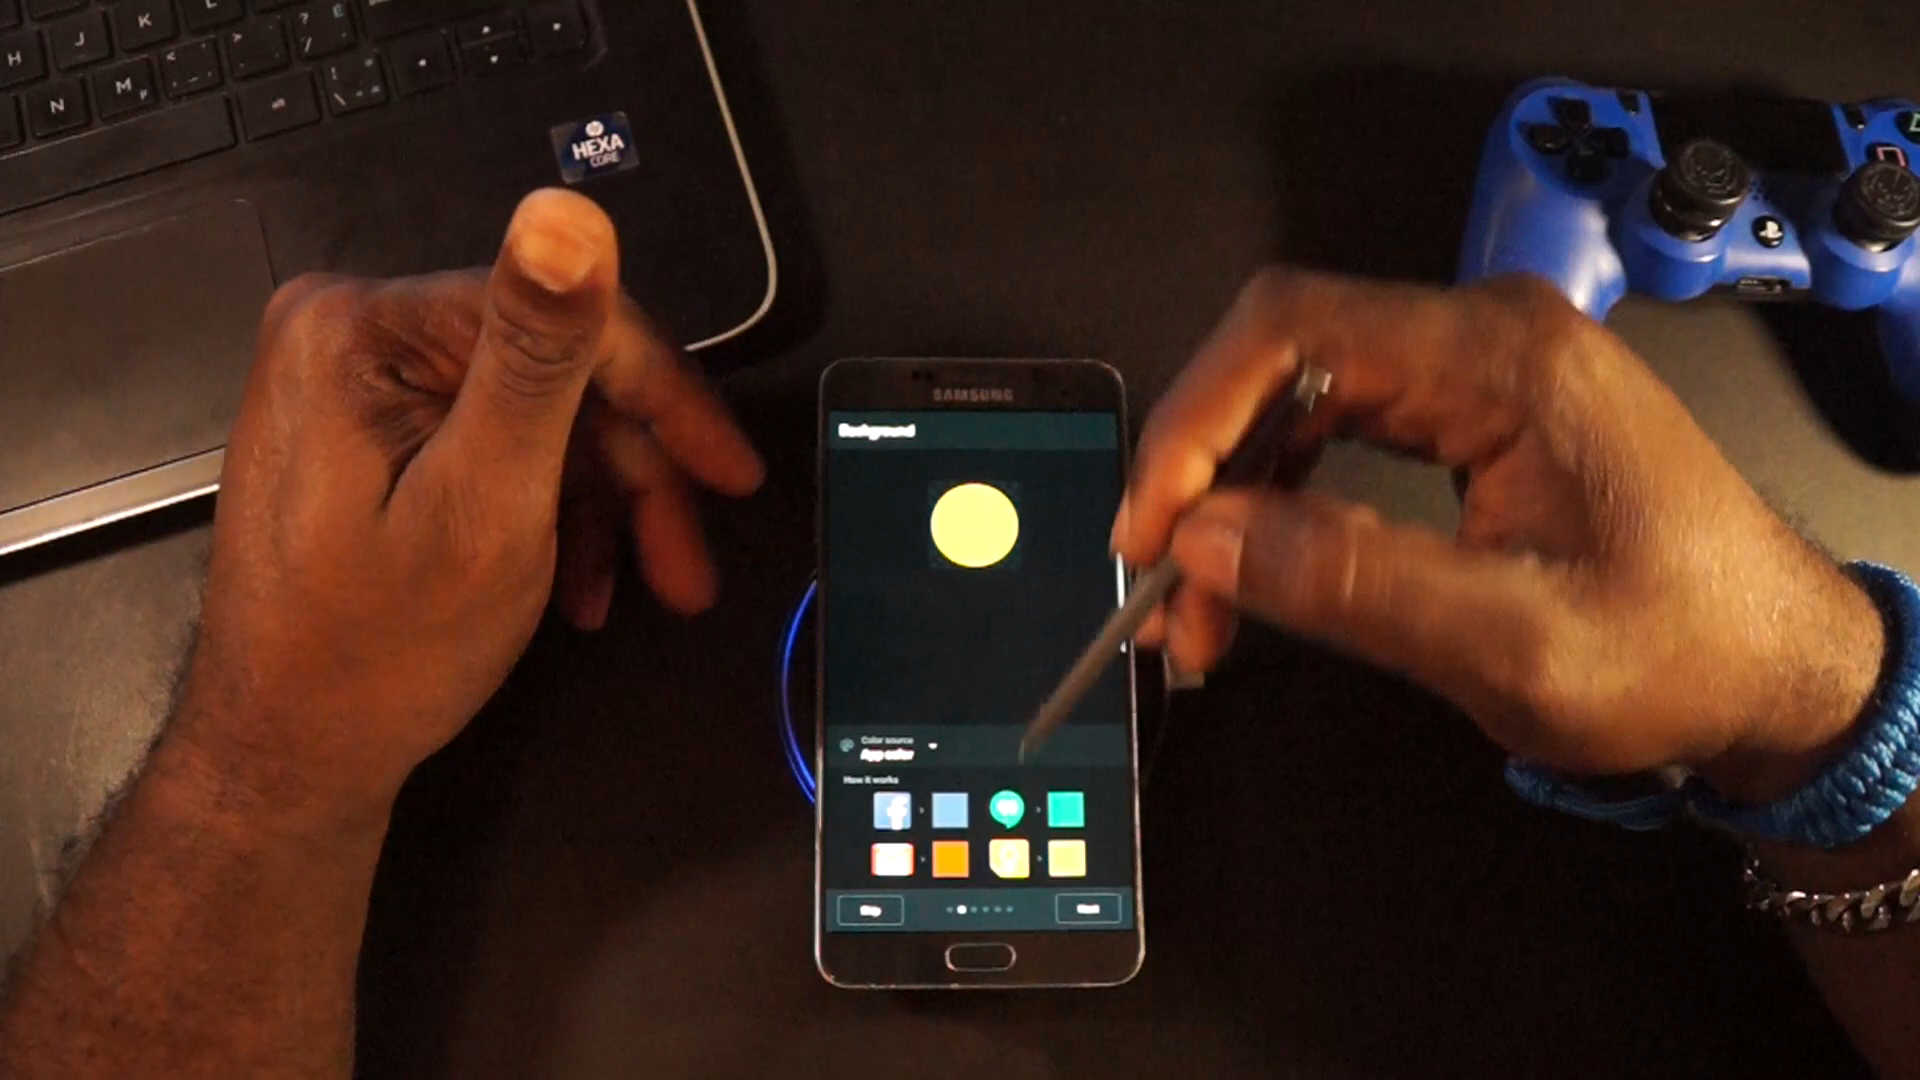 K
L
H
J
N
M
HEXA
CORE
SAMSUNG
Background
Color source
App color
How it works
Skip
Next